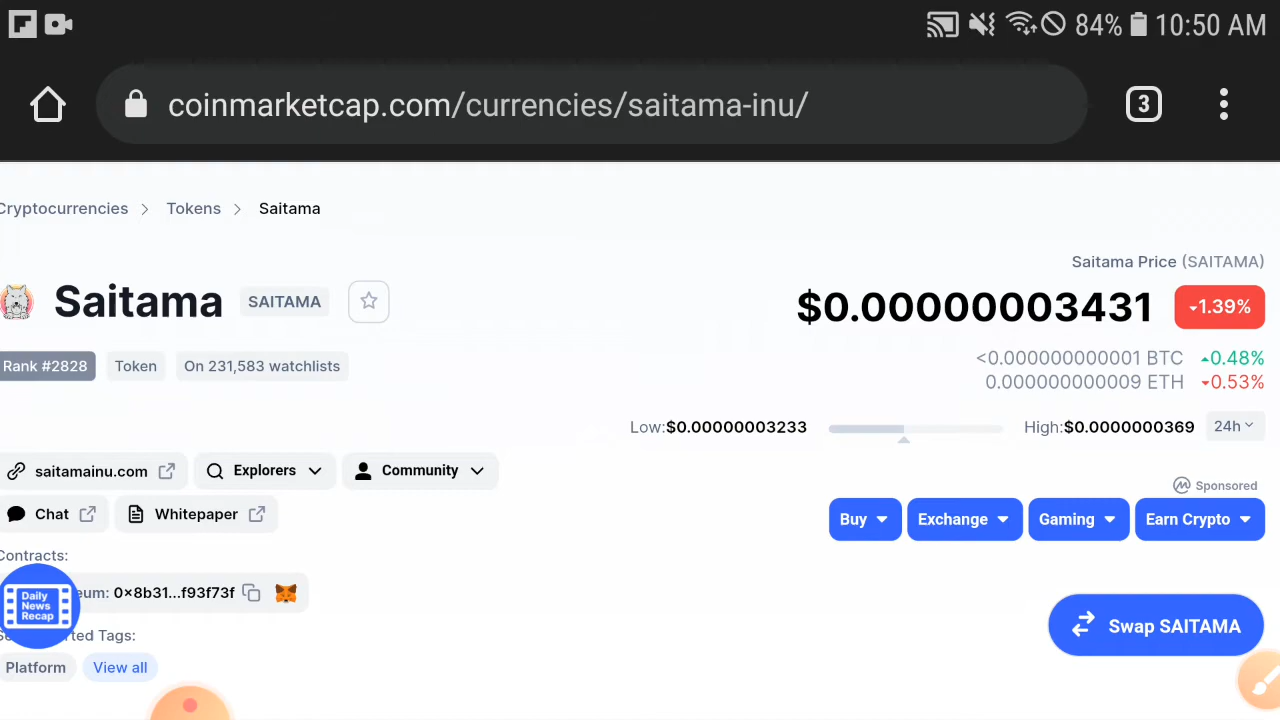 84% 10:50 AM
coinmarketcap.com/currencies/saitama-inu/ 3
Cryptocurrencies > Tokens > Saitama
Saitama Price (SAITAMA)
Saitama SAITAMA $0.00000003431 1.39%
<0.000000000001 BTC 0.48%
Rank #2828 Token On 231,583 watchlists
0.000000000009 ETH 0.53%
Low:$0.00000003233 High:$0.0000000369 24h
saitamainu.com Explorers Community
Sponsored
Chat Whitepaper
Buy Exchange Gaming Earn Crypto
Contracts:
Daily
News
Recap
eum: 0x8b31...f93f73f
Swap SAITAMA
rted Tags:
Platform View all